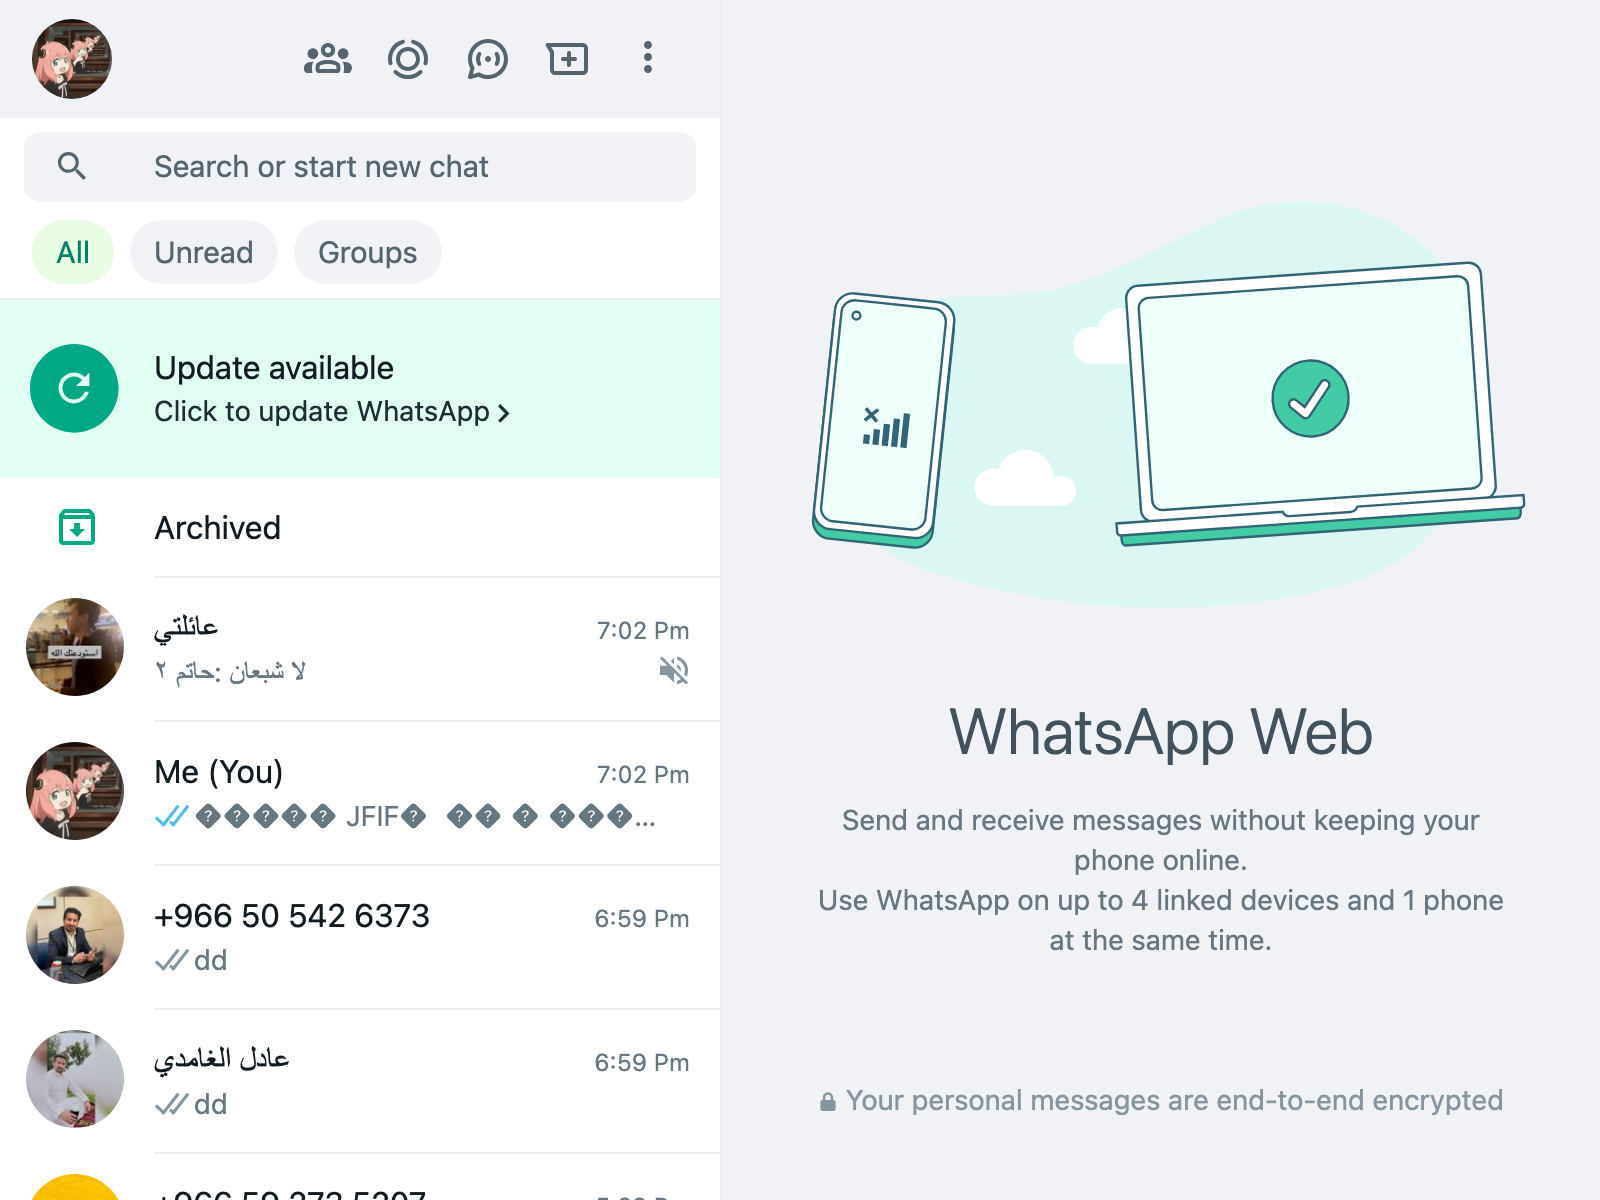 Search or start new chat
All
Unread
Groups
Update available
Click to update WhatsApp
Archived
عائلتي
7:02 Pm
استودعتك الله
حاتم ٢: لا شبعان
Me (You)
7:02 Pm
����� JFIF� �� � ���...
+966 50 542 6373
6:59 Pm
dd
عادل الغامدي
6:59 Pm
dd
WhatsApp Web
Send and receive messages without keeping your
phone online.
Use WhatsApp on up to 4 linked devices and 1 phone
at the same time.
Your personal messages are end-to-end encrypted